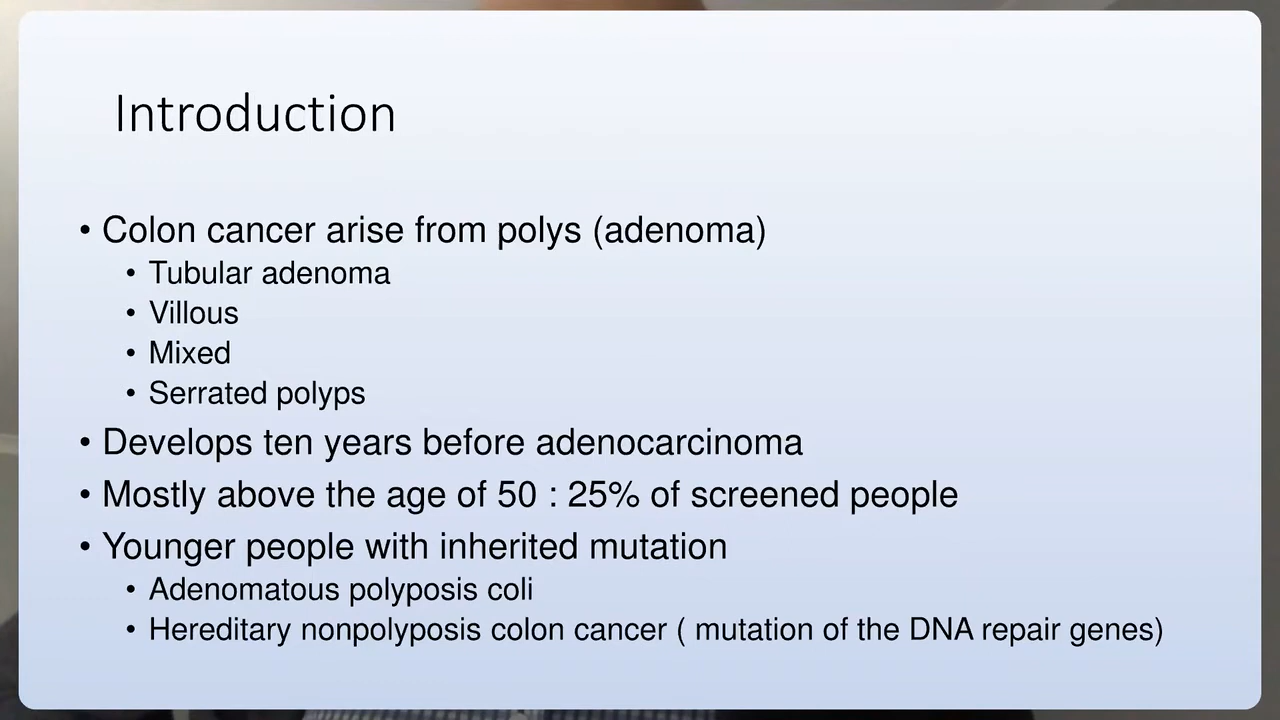 Introduction
• Colon cancer arise from polys (adenoma)
• Tubular adenoma
• Villous
• Mixed
• Serrated polyps
• Develops ten years before adenocarcinoma
• Mostly above the age of 50 : 25% of screened people
• Younger people with inherited mutation
• Adenomatous polyposis coli
• Hereditary nonpolyposis colon cancer ( mutation of the DNA repair genes)